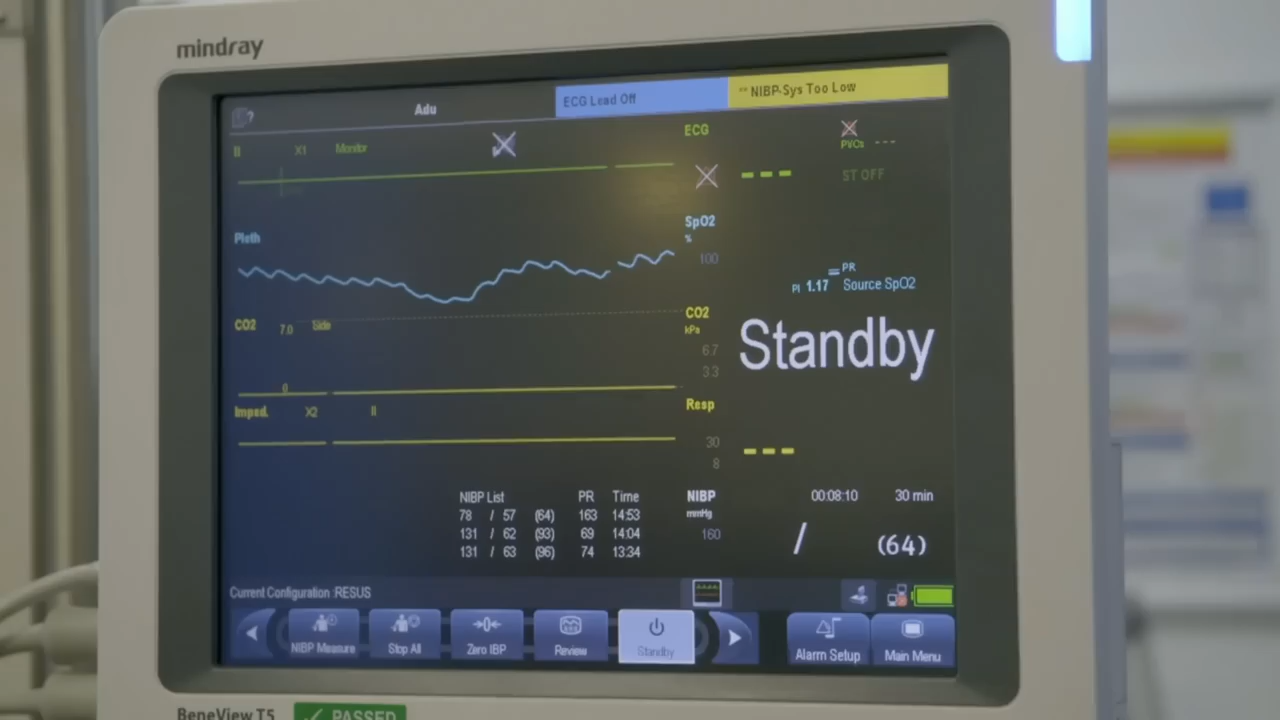 mindray
? Adu ECG Lead Off ** NIBP-Sys Too Low
II X1 Monitor ECG PVCs ---
--- ST OFF
Pleth SpO2
%
100
PR
PI 1.17 Source SpO2
CO2 7.0 Side CO2
kPa
6.7
3.3
0
Standby
Imped. X2 II Resp
30
8
---
NIBP List PR Time NIBP 00:08:10 30 min
78 / 57 (64) 163 14:53 mmHg
131 / 62 (93) 69 14:04 160 / (64)
131 / 63 (96) 74 13:34
Current Configuration :RESUS
NIBP Measure Stop All Zero IBP Review Standby Alarm Setup Main Menu
BeneView T5 PASSED